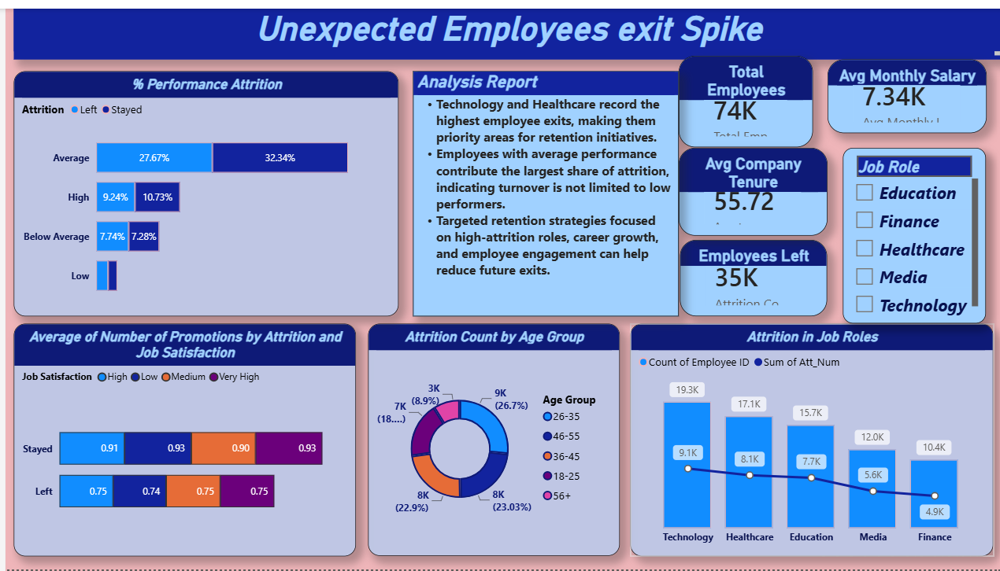 Unexpected Employees exit Spike
% Performance Attrition
Attrition Left Stayed
Average 27.67% 32.34%
High 9.24% 10.73%
Below Average 7.74% 7.28%
Low
Analysis Report
• Technology and Healthcare record the
highest employee exits, making them
priority areas for retention initiatives.
• Employees with average performance
contribute the largest share of attrition,
indicating turnover is not limited to low
performers.
• Targeted retention strategies focused
on high-attrition roles, career growth,
and employee engagement can help
reduce future exits.
Total
Employees
74K
Total Emp
Avg Company
Tenure
55.72
Employees Left
35K
Attrition Co
Avg Monthly Salary
7.34K
Avg Monthly I
Job Role
Education
Finance
Healthcare
Media
Technology
Average of Number of Promotions by Attrition and
Job Satisfaction
Job Satisfaction High Low Medium Very High
Stayed 0.91 0.93 0.90 0.93
Left 0.75 0.74 0.75 0.75
Attrition Count by Age Group
9K
(26.7%)
8K
(23.03%)
8K
(22.9%)
7K
(18....)
3K
(8.9%)
Age Group
26-35
46-55
36-45
18-25
56+
Attrition in Job Roles
Count of Employee ID Sum of Att_Num
19.3K
17.1K
15.7K
12.0K
10.4K
9.1K
8.1K
7.7K
5.6K
4.9K
Technology Healthcare Education Media Finance